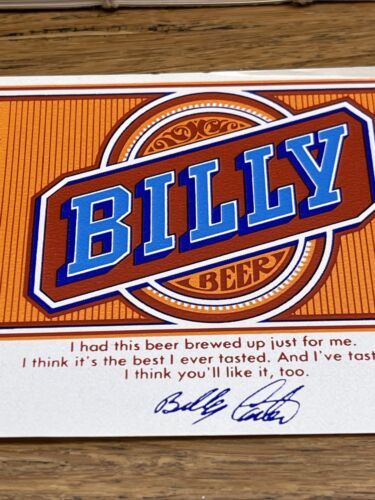 BILLY
BEER
I had this beer brewed up just for me.
I think it's the best I ever tasted. And I've tast
I think you'll like it, too.
Billy Carter